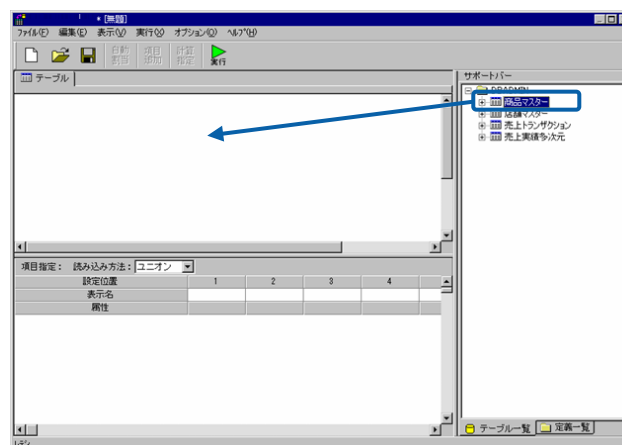 [無題]
ファイル(F) 編集(E) 表示(V) 実行(X) オプション(O) ヘルプ(H)
自動割当 項目追加 計算指定 実行
テーブル
サポートバー
DBADMIN
商品マスター
店舗マスター
売上トランザクション
売上実績多次元
項目指定: 読み込み方法: ユニオン
設定位置 1 2 3 4
表示名
属性
テーブル一覧 定義一覧